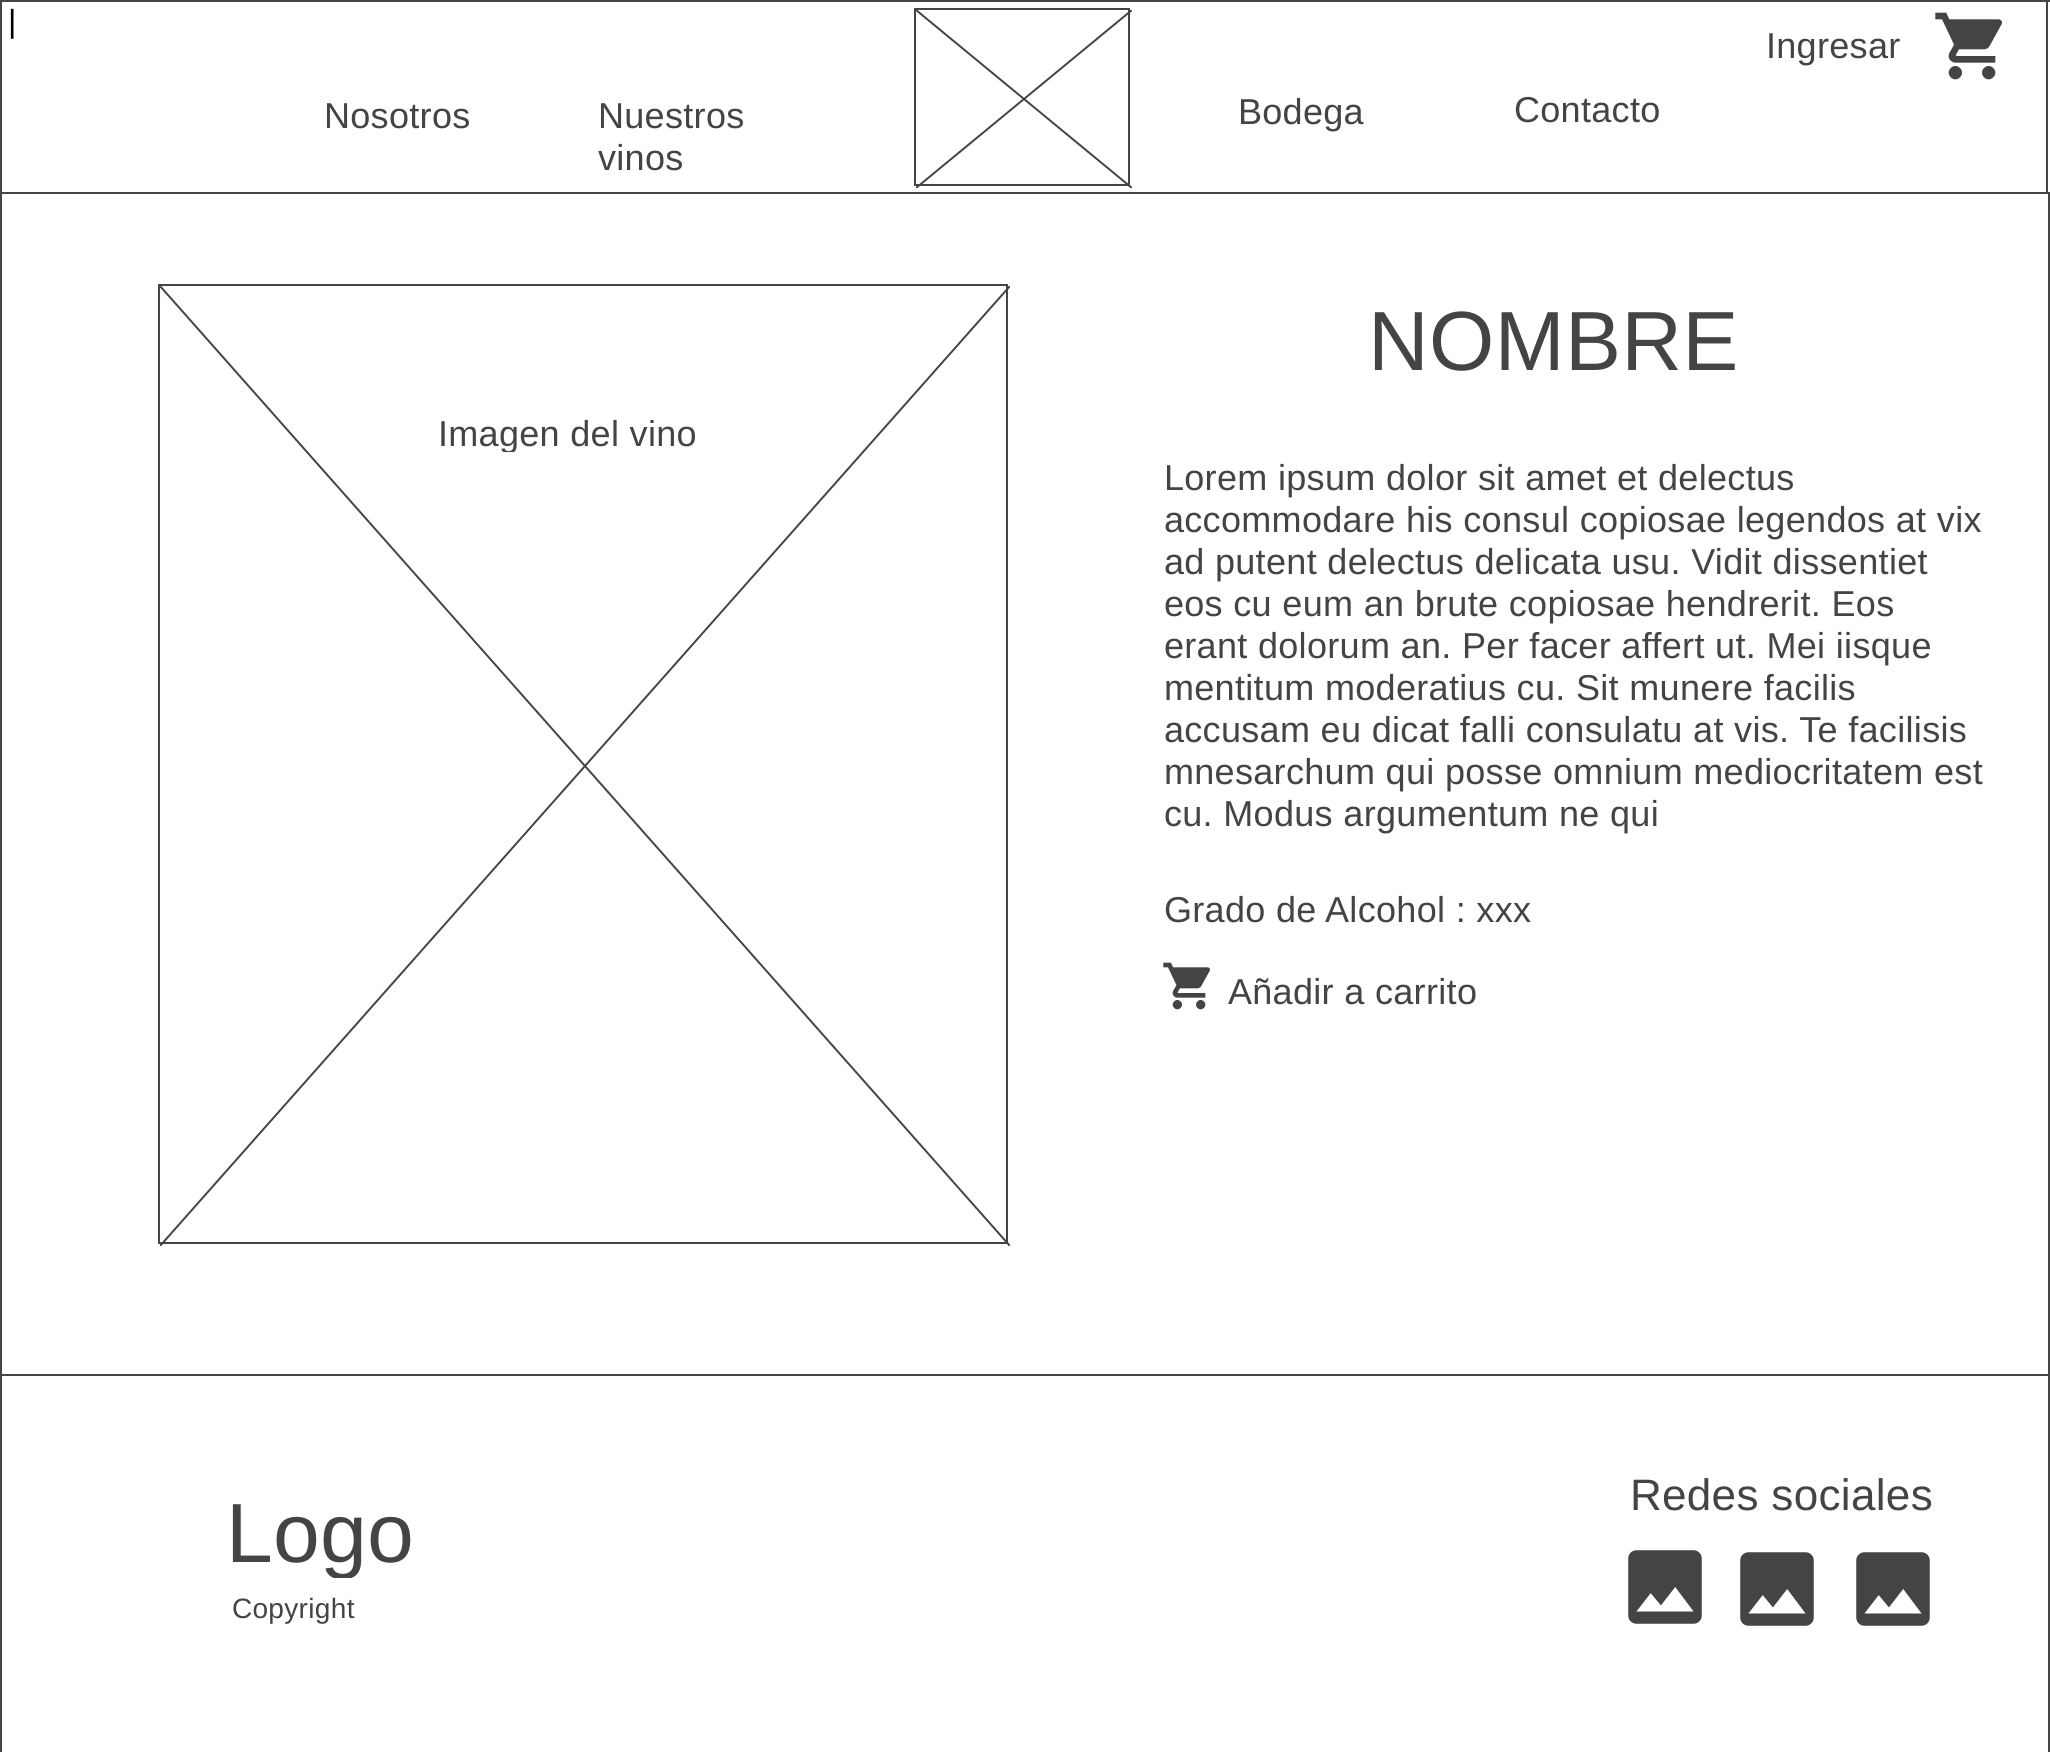 Ingresar
Nosotros
Nuestros
vinos
Bodega
Contacto
Imagen del vino
NOMBRE
Lorem ipsum dolor sit amet et delectus
accommodare his consul copiosae legendos at vix
ad putent delectus delicata usu. Vidit dissentiet
eos cu eum an brute copiosae hendrerit. Eos
erant dolorum an. Per facer affert ut. Mei iisque
mentitum moderatius cu. Sit munere facilis
accusam eu dicat falli consulatu at vis. Te facilisis
mnesarchum qui posse omnium mediocritatem est
cu. Modus argumentum ne qui
Grado de Alcohol : xxx
Añadir a carrito
Logo
Copyright
Redes sociales